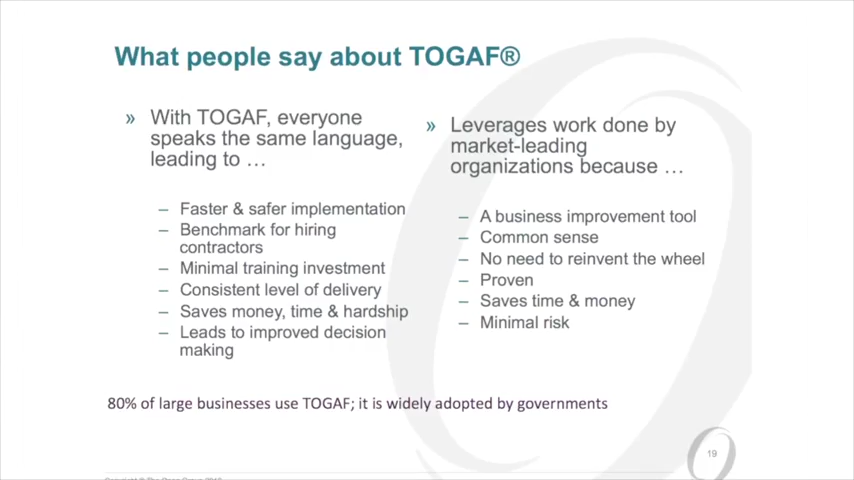 What people say about TOGAF®
» With TOGAF, everyone
speaks the same language,
leading to …
– Faster & safer implementation
– Benchmark for hiring
contractors
– Minimal training investment
– Consistent level of delivery
– Saves money, time & hardship
– Leads to improved decision
making
» Leverages work done by
market-leading
organizations because …
– A business improvement tool
– Common sense
– No need to reinvent the wheel
– Proven
– Saves time & money
– Minimal risk
80% of large businesses use TOGAF; it is widely adopted by governments
19